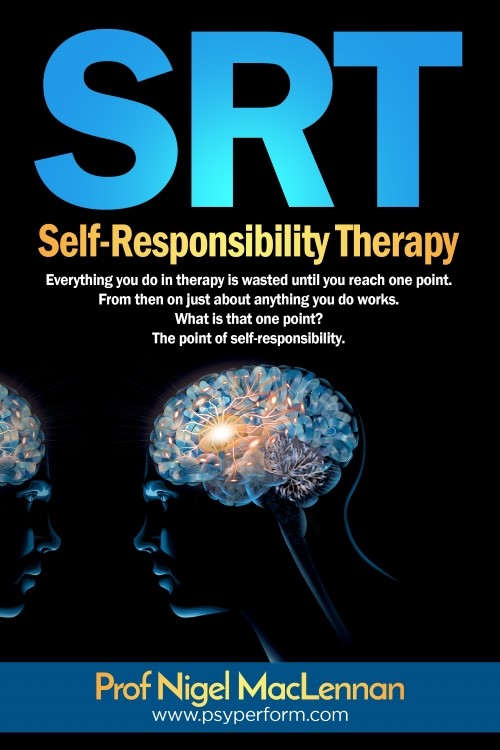 SRT
Self-Responsibility Therapy
Everything you do in therapy is wasted until you reach one point.
From then on just about anything you do works.
What is that one point?
The point of self-responsibility.
Prof Nigel MacLennan
www.psyperform.com